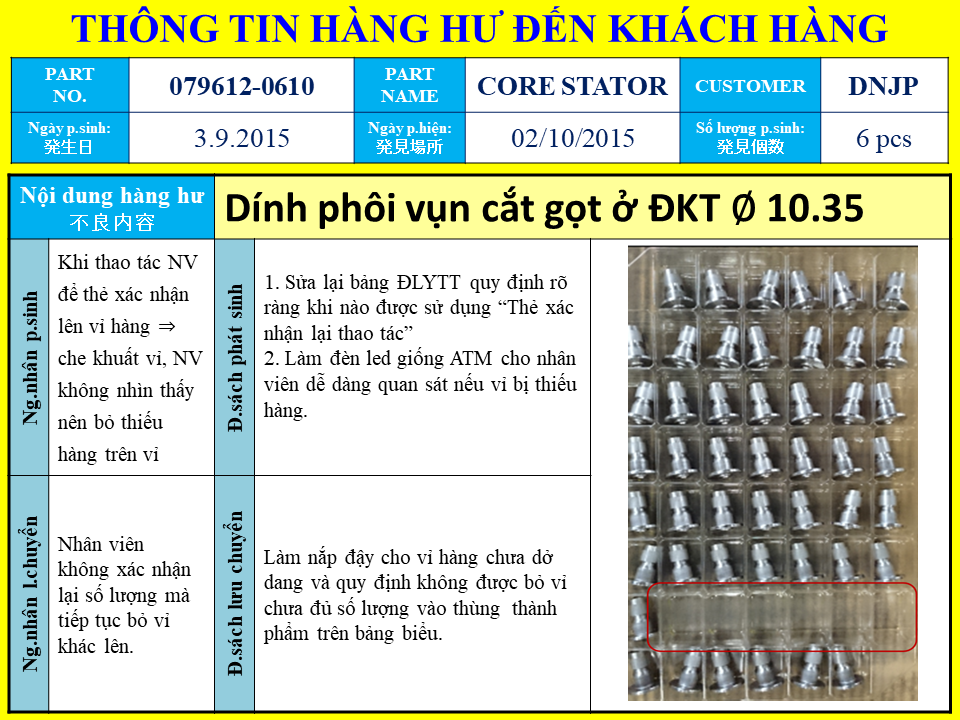 THÔNG TIN HÀNG HƯ ĐẾN KHÁCH HÀNG
PART
NO.
079612-0610
PART
NAME
CORE STATOR
CUSTOMER
DNJP
Ngày p.sinh:
発生日
3.9.2015
Ngày p.hiện:
発見場所
02/10/2015
Số lượng p.sinh:
発見個数
6 pcs
Nội dung hàng hư
不良内容
Dính phôi vụn cắt gọt ở ĐKT ∅ 10.35
Ng.nhân p.sinh
Khi thao tác NV
để thẻ xác nhận
lên vỉ hàng ⇒
che khuất vỉ, NV
không nhìn thấy
nên bỏ thiếu
hàng trên vỉ
Đ.sách phát sinh
1. Sửa lại bảng ĐLYTT quy định rõ
ràng khi nào được sử dụng “Thẻ xác
nhận lại thao tác”
2. Làm đèn led giống ATM cho nhân
viên dễ dàng quan sát nếu vỉ bị thiếu
hàng.
Ng.nhân l.chuyển
Nhân viên
không xác nhận
lại số lượng mà
tiếp tục bỏ vỉ
khác lên.
Đ.sách lưu chuyển
Làm nắp đậy cho vỉ hàng chưa dở
dang và quy định không được bỏ vỉ
chưa đủ số lượng vào thùng thành
phẩm trên bảng biểu.